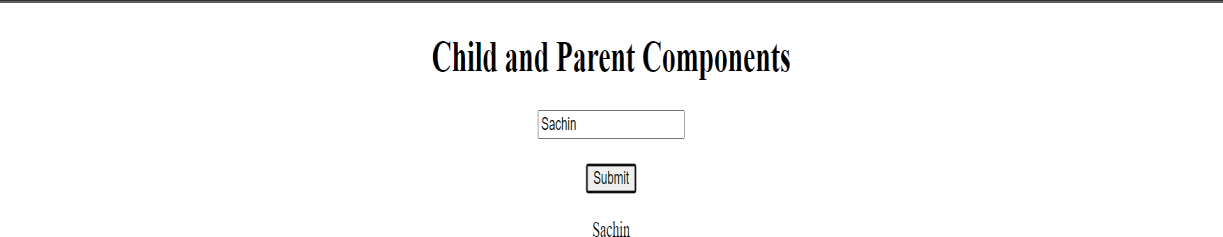 Child and Parent Components
Sachin
Submit
Sachin